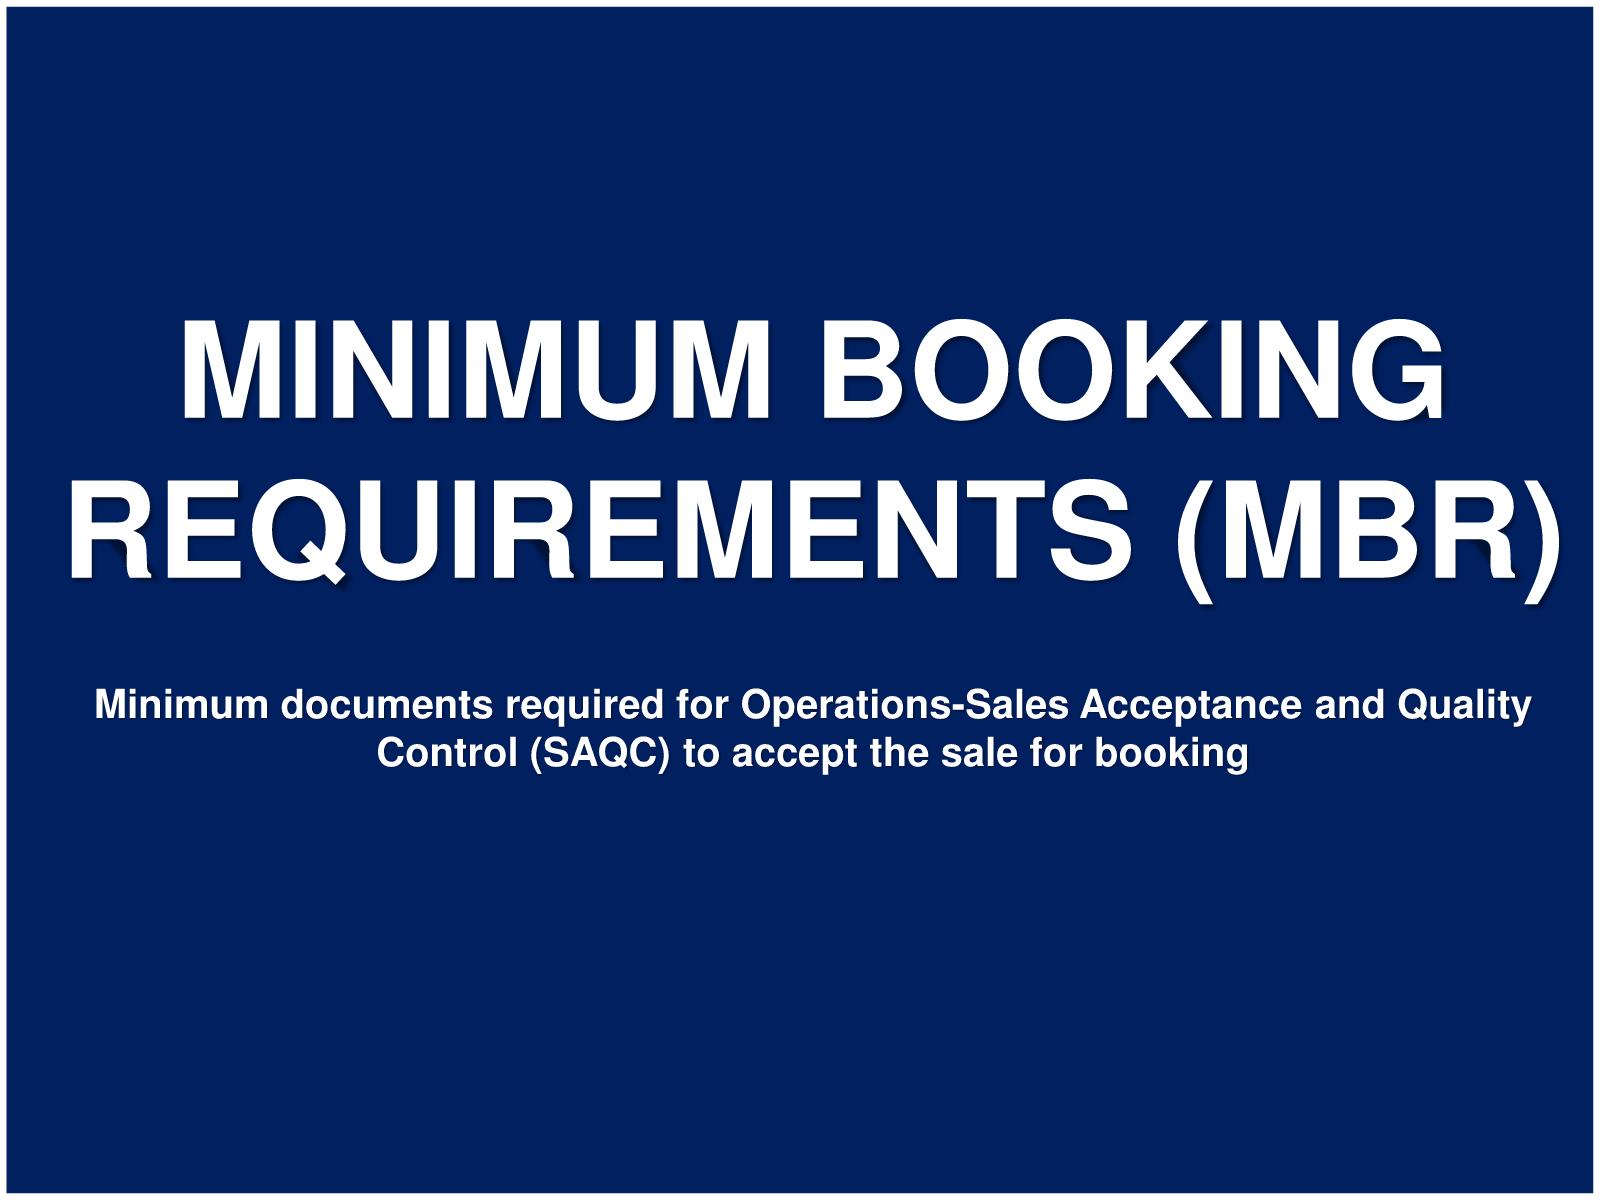 MINIMUM BOOKING
REQUIREMENTS (MBR)
Minimum documents required for Operations-Sales Acceptance and Quality
Control (SAQC) to accept the sale for booking